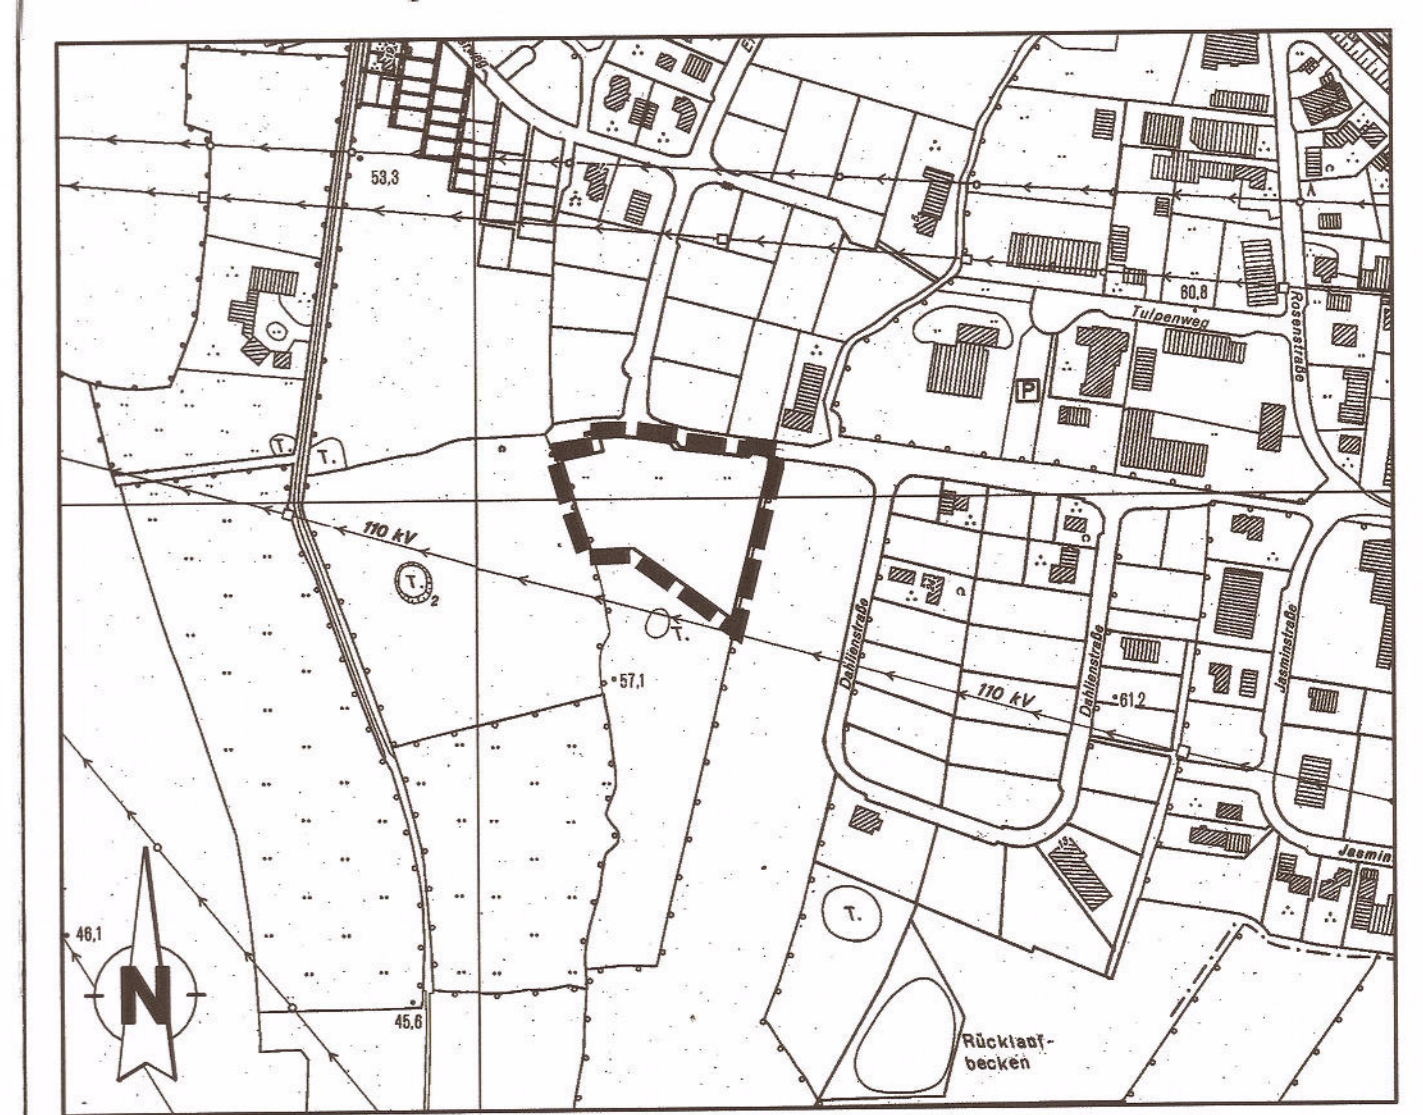 53,3
60,8
Tulpenweg
Rosenstraße
P
T.
T.
110 kV
T.
2
T.
57,1
Dahlienstraße
110 kV
Dahlienstraße
61,2
Jasminstraße
Jasmin
T.
46,1
N
45,6
Rücklauf-
becken